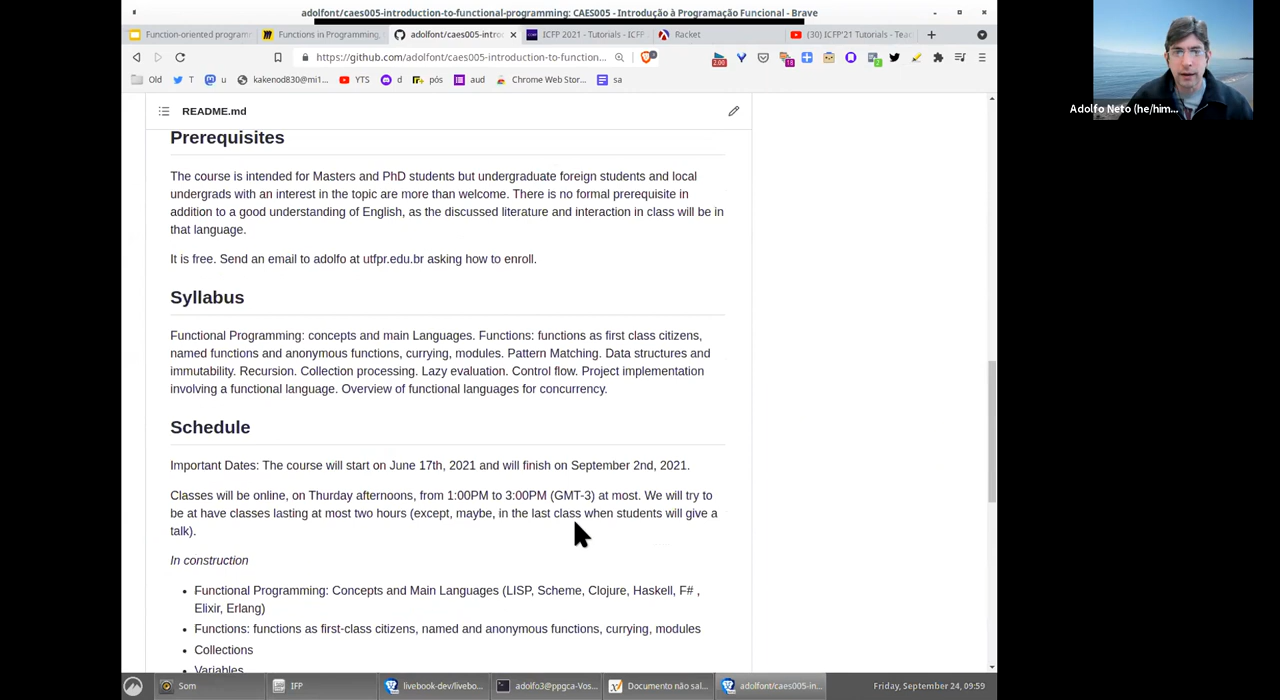 adolfont/caes005-introduction-to-functional-programming: CAES005 - Introdução à Programação Funcional - Brave
Function-oriented programm
Functions in Programming,
adolfont/caes005-introd
ICFP 2021 - Tutorials - ICFP
Racket
(30) ICFP'21 Tutorials - Teac
https://github.com/adolfont/caes005-introduction-to-function...
2.00
18
2
Old
T
u
kakenod830@mi1...
YTS
d
pós
aud
Chrome Web Stor...
sa
Adolfo Neto (he/him...
README.md
Prerequisites
The course is intended for Masters and PhD students but undergraduate foreign students and local
undergrads with an interest in the topic are more than welcome. There is no formal prerequisite in
addition to a good understanding of English, as the discussed literature and interaction in class will be in
that language.
It is free. Send an email to adolfo at utfpr.edu.br asking how to enroll.
Syllabus
Functional Programming: concepts and main Languages. Functions: functions as first class citizens,
named functions and anonymous functions, currying, modules. Pattern Matching. Data structures and
immutability. Recursion. Collection processing. Lazy evaluation. Control flow. Project implementation
involving a functional language. Overview of functional languages for concurrency.
Schedule
Important Dates: The course will start on June 17th, 2021 and will finish on September 2nd, 2021.
Classes will be online, on Thurday afternoons, from 1:00PM to 3:00PM (GMT-3) at most. We will try to
be at have classes lasting at most two hours (except, maybe, in the last class when students will give a
talk).
In construction
Functional Programming: Concepts and Main Languages (LISP, Scheme, Clojure, Haskell, F# ,
Elixir, Erlang)
Functions: functions as first-class citizens, named and anonymous functions, currying, modules
Collections
Variables
Som
IFP
livebook-dev/livebo...
adolfo3@ppgca-Vos...
Documento não sal...
adolfont/caes005-in...
Friday, September 24, 09:59